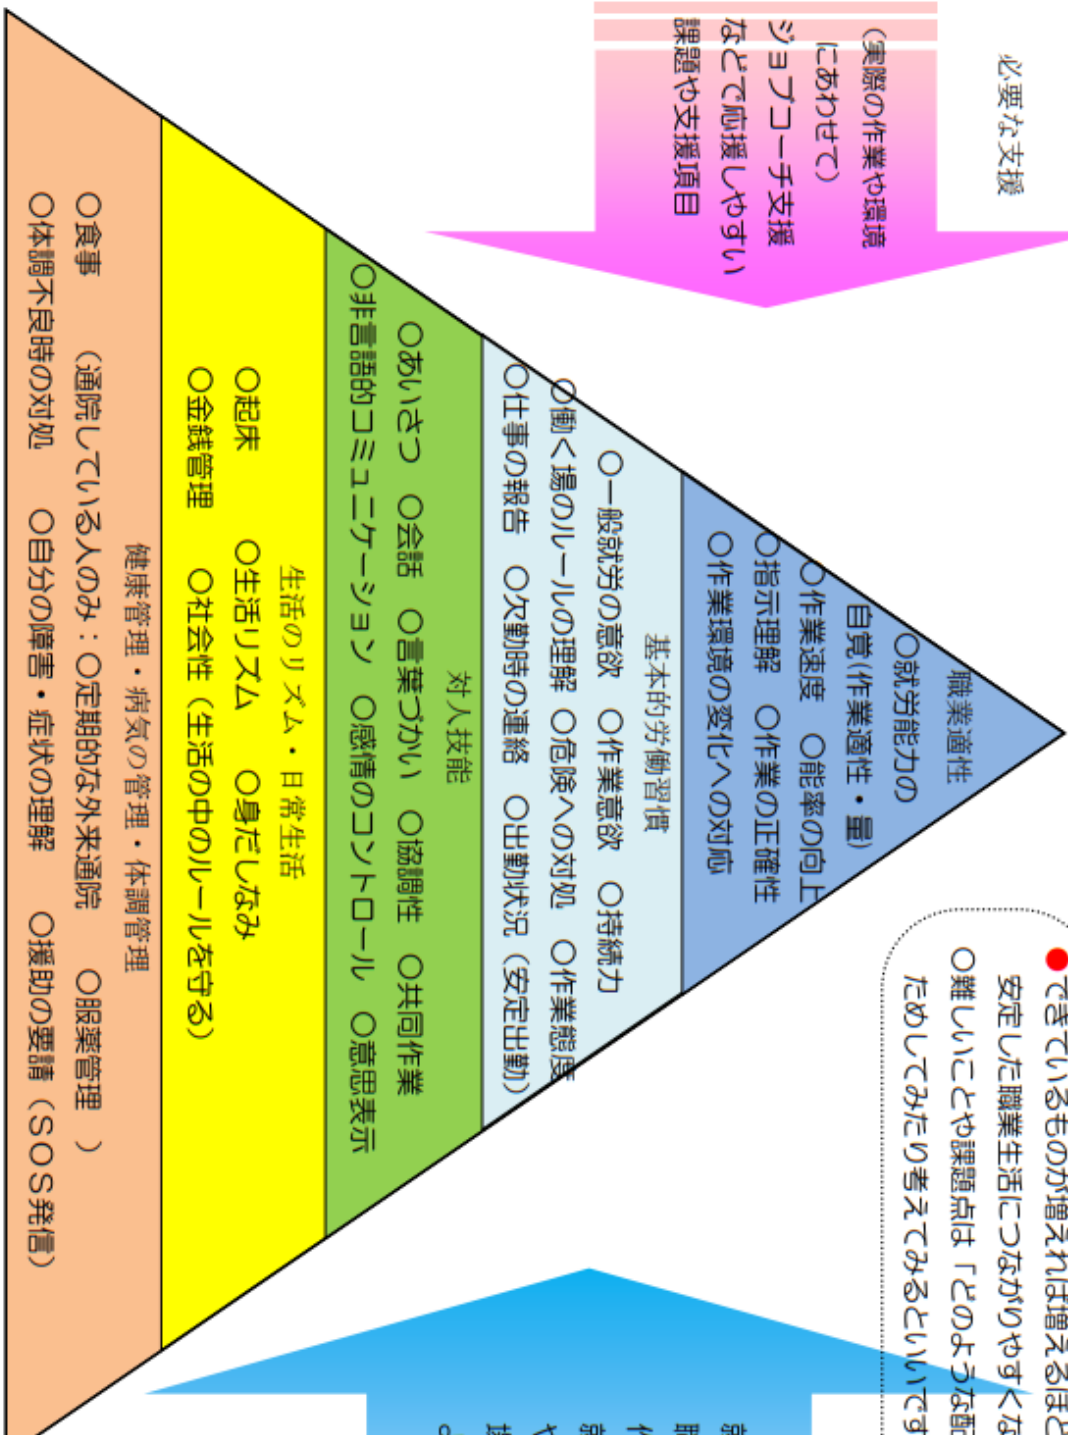 必要な支援
（実際の作業や環境
にあわせて）
ジョブコーチ支援
などで応援しやすい
課題や支援項目
●できているものが増えれば増えるほど
安定した職業生活につながりやすくな
○難しいことや課題点は「どのような配
ためしてみたり考えてみるといいです
職業適性
○就労能力の
自覚（作業適性・量）
○作業速度　○能率の向上
○指示理解　○作業の正確性
○作業環境の変化への対応
基本的労働習慣
○一般就労の意欲　○作業意欲　○持続力
○働く場のルールの理解　○危険への対処　○作業態度
○仕事の報告　○欠勤時の連絡　○出勤状況（安定出勤）
対人技能
○あいさつ　○会話　○言葉づかい　○協調性　○共同作業
○非言語的コミュニケーション　○感情のコントロール　○意思表示
生活のリズム・日常生活
○起床　○生活リズム　○身だしなみ
○金銭管理　○社会性（生活の中のルールを守る）
健康管理・病気の管理・体調管理
○食事　（通院している人のみ：○定期的な外来通院　○服薬管理　）
○体調不良時の対処　○自分の障害・症状の理解　○援助の要請（ＳＯＳ発信）